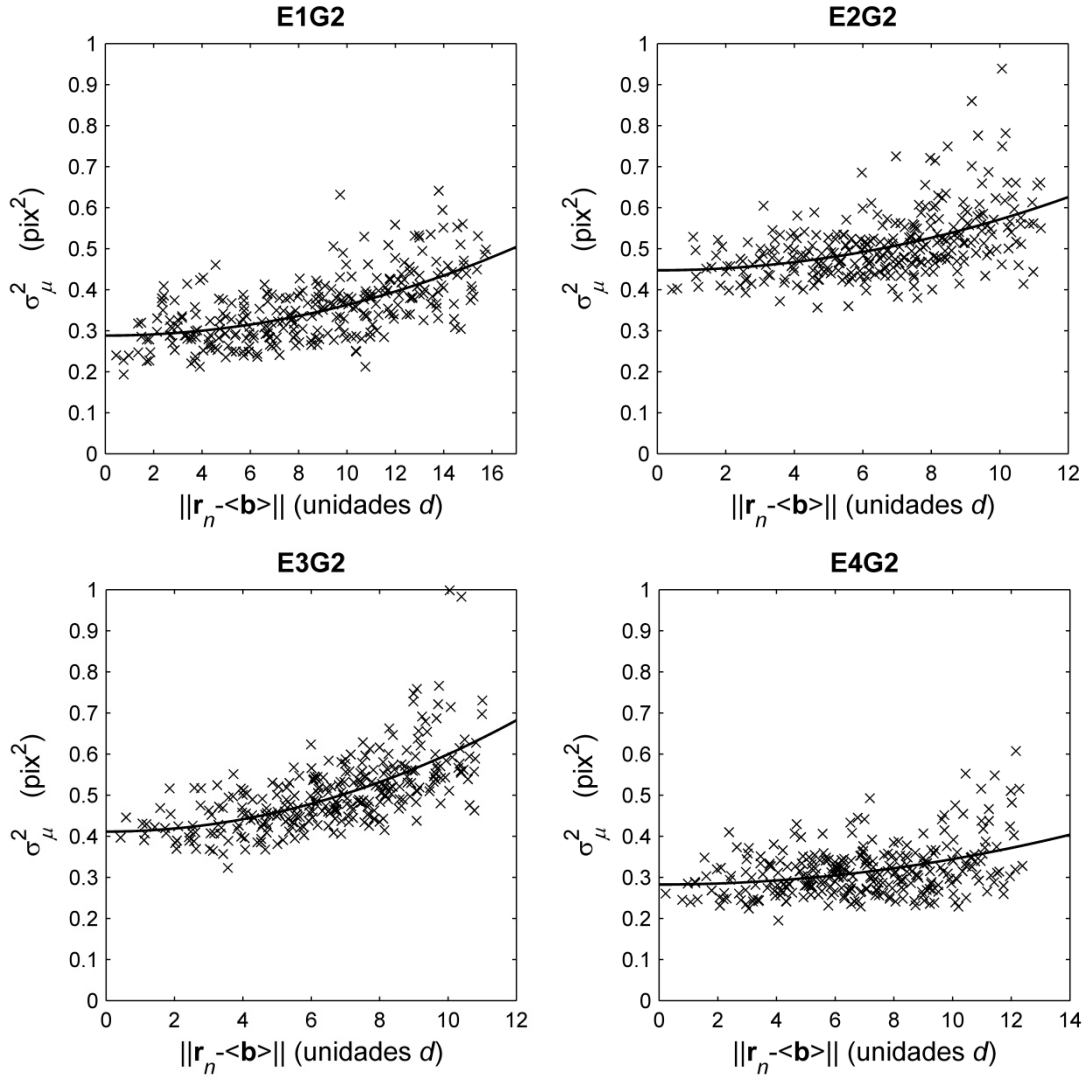 E1G2
1
0.9
0.8
0.7
0.6
0.5
0.4
0.3
0.2
0.1
0
σ²μ (pix²)
0 2 4 6 8 10 12 14 16
||rₙ-<b>|| (unidades d)
E2G2
1
0.9
0.8
0.7
0.6
0.5
0.4
0.3
0.2
0.1
0
σ²μ (pix²)
0 2 4 6 8 10 12
||rₙ-<b>|| (unidades d)
E3G2
1
0.9
0.8
0.7
0.6
0.5
0.4
0.3
0.2
0.1
0
σ²μ (pix²)
0 2 4 6 8 10 12
||rₙ-<b>|| (unidades d)
E4G2
1
0.9
0.8
0.7
0.6
0.5
0.4
0.3
0.2
0.1
0
σ²μ (pix²)
0 2 4 6 8 10 12 14
||rₙ-<b>|| (unidades d)